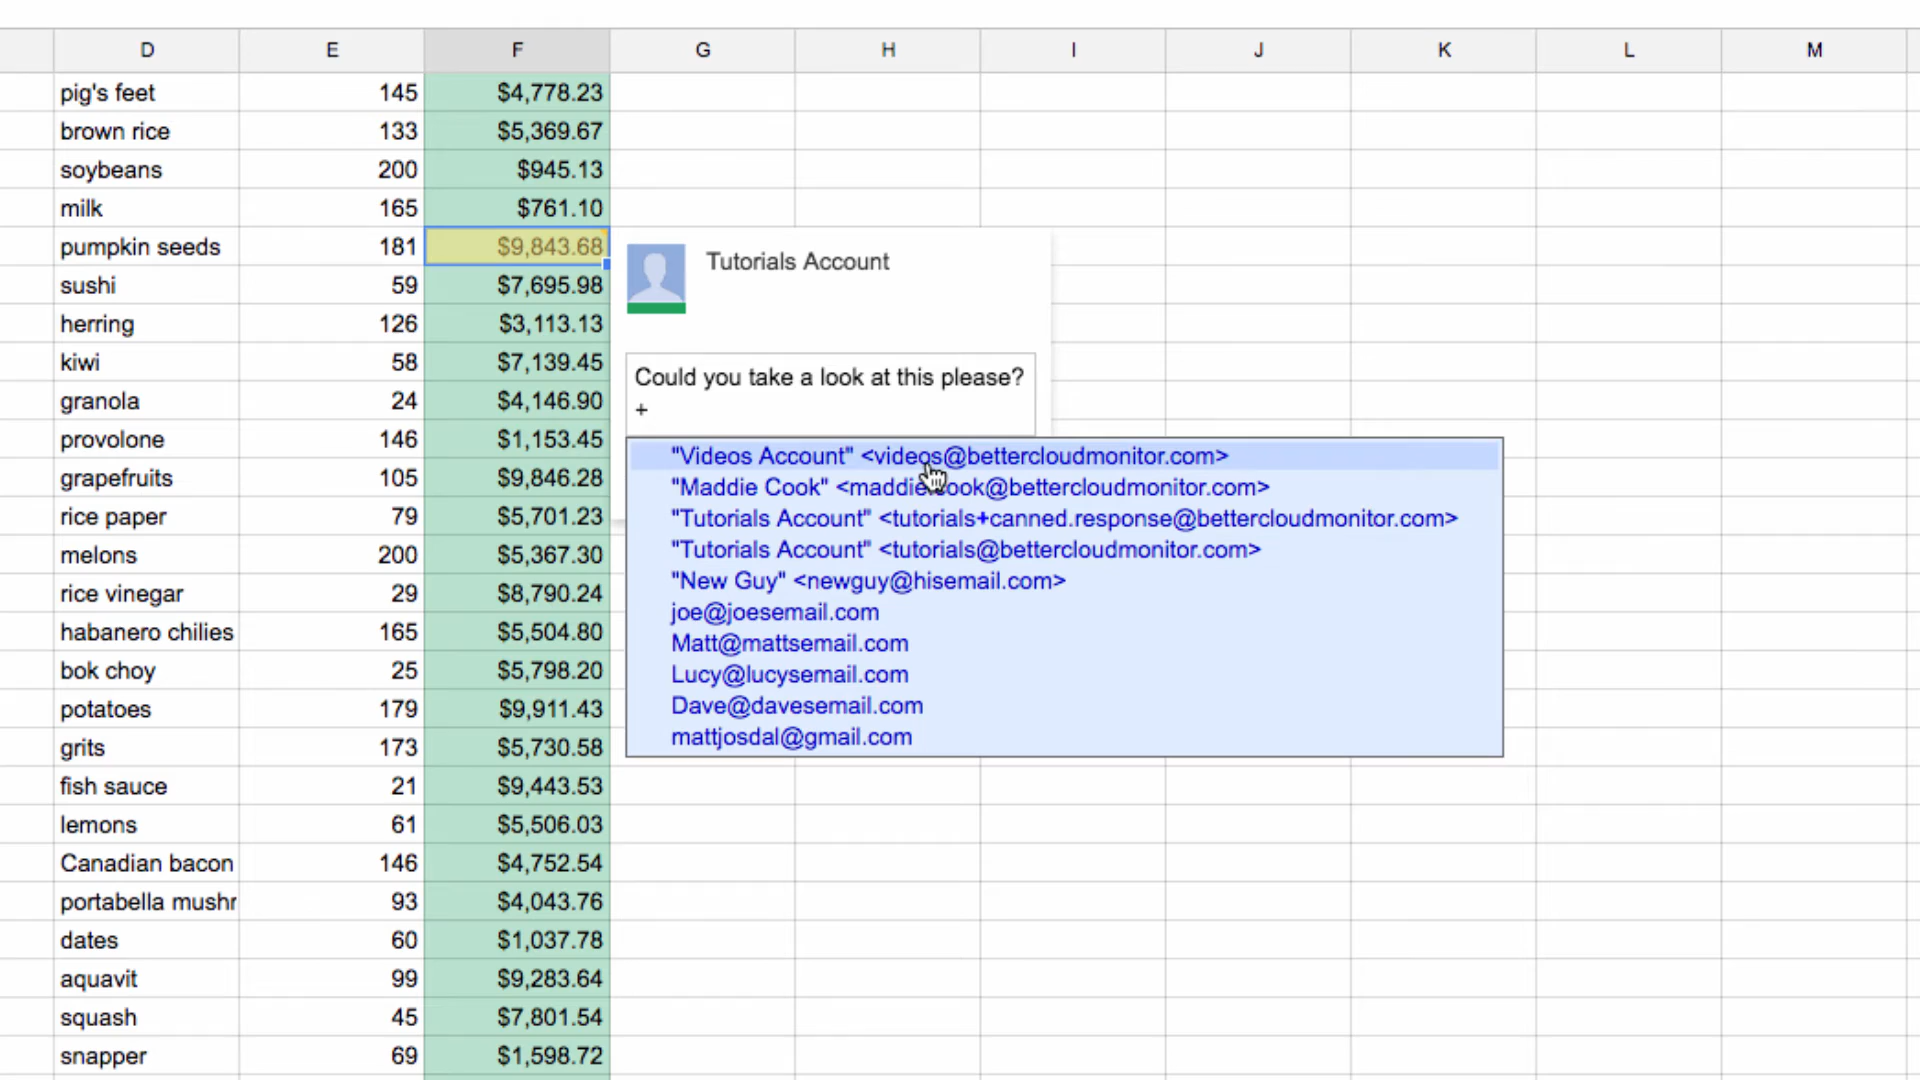 D E F G H I J K L M
pig's feet 145 $4,778.23
brown rice 133 $5,369.67
soybeans 200 $945.13
milk 165 $761.10
pumpkin seeds 181 $9,843.68
sushi 59 $7,695.98
herring 126 $3,113.13
kiwi 58 $7,139.45
granola 24 $4,146.90
provolone 146 $1,153.45
grapefruits 105 $9,846.28
rice paper 79 $5,701.23
melons 200 $5,367.30
rice vinegar 29 $8,790.24
habanero chilies 165 $5,504.80
bok choy 25 $5,798.20
potatoes 179 $9,911.43
grits 173 $5,730.58
fish sauce 21 $9,443.53
lemons 61 $5,506.03
Canadian bacon 146 $4,752.54
portabella mushr 93 $4,043.76
dates 60 $1,037.78
aquavit 99 $9,283.64
squash 45 $7,801.54
snapper 69 $1,598.72
Tutorials Account
Could you take a look at this please?
+
"Videos Account" <videos@bettercloudmonitor.com>
"Maddie Cook" <maddie.cook@bettercloudmonitor.com>
"Tutorials Account" <tutorials+canned.response@bettercloudmonitor.com>
"Tutorials Account" <tutorials@bettercloudmonitor.com>
"New Guy" <newguy@hisemail.com>
joe@joesemail.com
Matt@mattsemail.com
Lucy@lucysemail.com
Dave@davesemail.com
mattjosdal@gmail.com